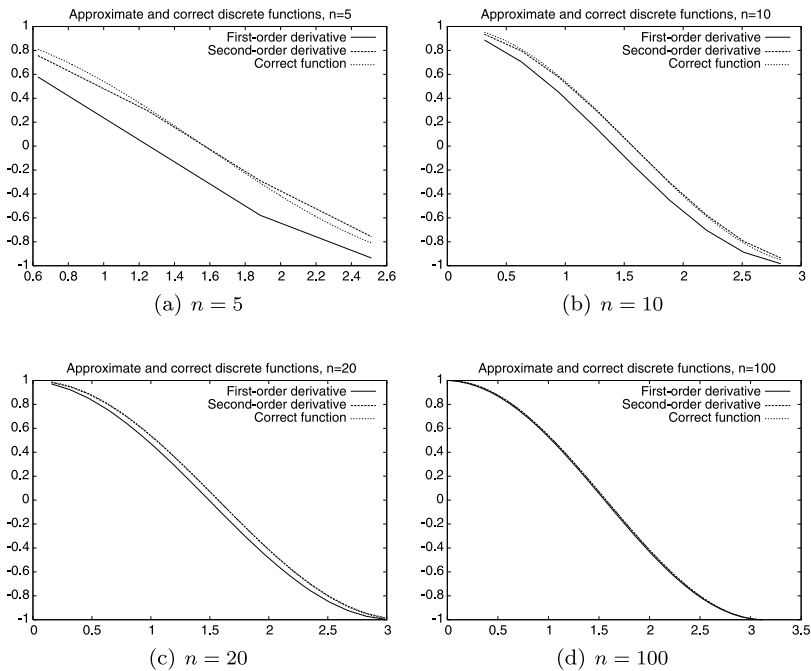 Approximate and correct discrete functions, n=5
First-order derivative
Second-order derivative
Correct function
1
0.8
0.6
0.4
0.2
0
-0.2
-0.4
-0.6
-0.8
-1
0.6 0.8 1 1.2 1.4 1.6 1.8 2 2.2 2.4 2.6
(a) n = 5
Approximate and correct discrete functions, n=10
First-order derivative
Second-order derivative
Correct function
1
0.8
0.6
0.4
0.2
0
-0.2
-0.4
-0.6
-0.8
-1
0 0.5 1 1.5 2 2.5 3
(b) n = 10
Approximate and correct discrete functions, n=20
First-order derivative
Second-order derivative
Correct function
1
0.8
0.6
0.4
0.2
0
-0.2
-0.4
-0.6
-0.8
-1
0 0.5 1 1.5 2 2.5 3
(c) n = 20
Approximate and correct discrete functions, n=100
First-order derivative
Second-order derivative
Correct function
1
0.8
0.6
0.4
0.2
0
-0.2
-0.4
-0.6
-0.8
-1
0 0.5 1 1.5 2 2.5 3 3.5
(d) n = 100